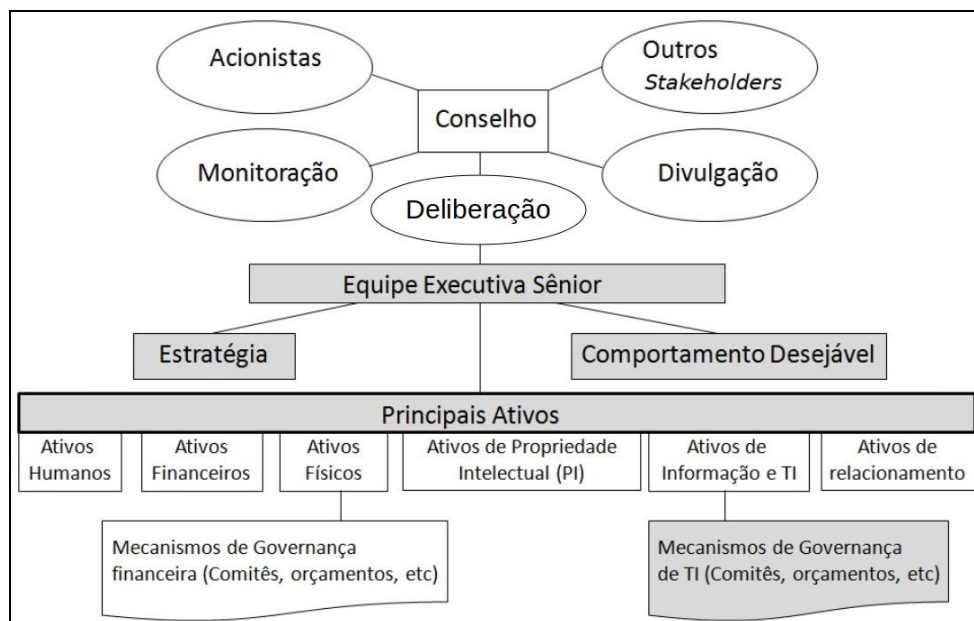 Acionistas
Outros
Stakeholders
Conselho
Monitoração
Divulgação
Deliberação
Equipe Executiva Sênior
Estratégia
Comportamento Desejável
Principais Ativos
Ativos
Humanos
Ativos
Financeiros
Ativos
Físicos
Ativos de Propriedade
Intelectual (PI)
Ativos de
Informação e TI
Ativos de
relacionamento
Mecanismos de Governança
financeira (Comitês, orçamentos, etc)
Mecanismos de Governança
de TI (Comitês, orçamentos, etc)